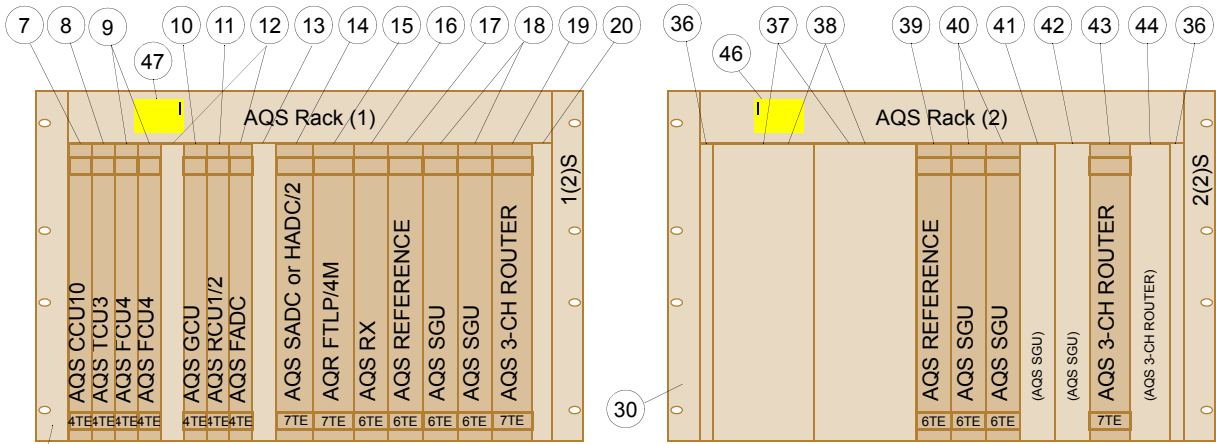 7 8 9 10 11 12 13 14 15 16 17 18 19 20
47
AQS Rack (1)
1(2)S
AQS CCU10
AQS TCU3
AQS FCU4
AQS FCU4
AQS GCU
AQS RCU1/2
AQS FADC
AQS SADC or HADC/2
AQR FTLP/4M
AQS RX
AQS REFERENCE
AQS SGU
AQS SGU
AQS 3-CH ROUTER
4TE 4TE 4TE 4TE 4TE 4TE 4TE 7TE 7TE 6TE 6TE 6TE 6TE 7TE
36 37 38 39 40 41 42 43 44 36
46
AQS Rack (2)
2(2)S
AQS REFERENCE
AQS SGU
AQS SGU
(AQS SGU)
(AQS SGU)
AQS 3-CH ROUTER
(AQS 3-CH ROUTER)
30
6TE 6TE 6TE 7TE